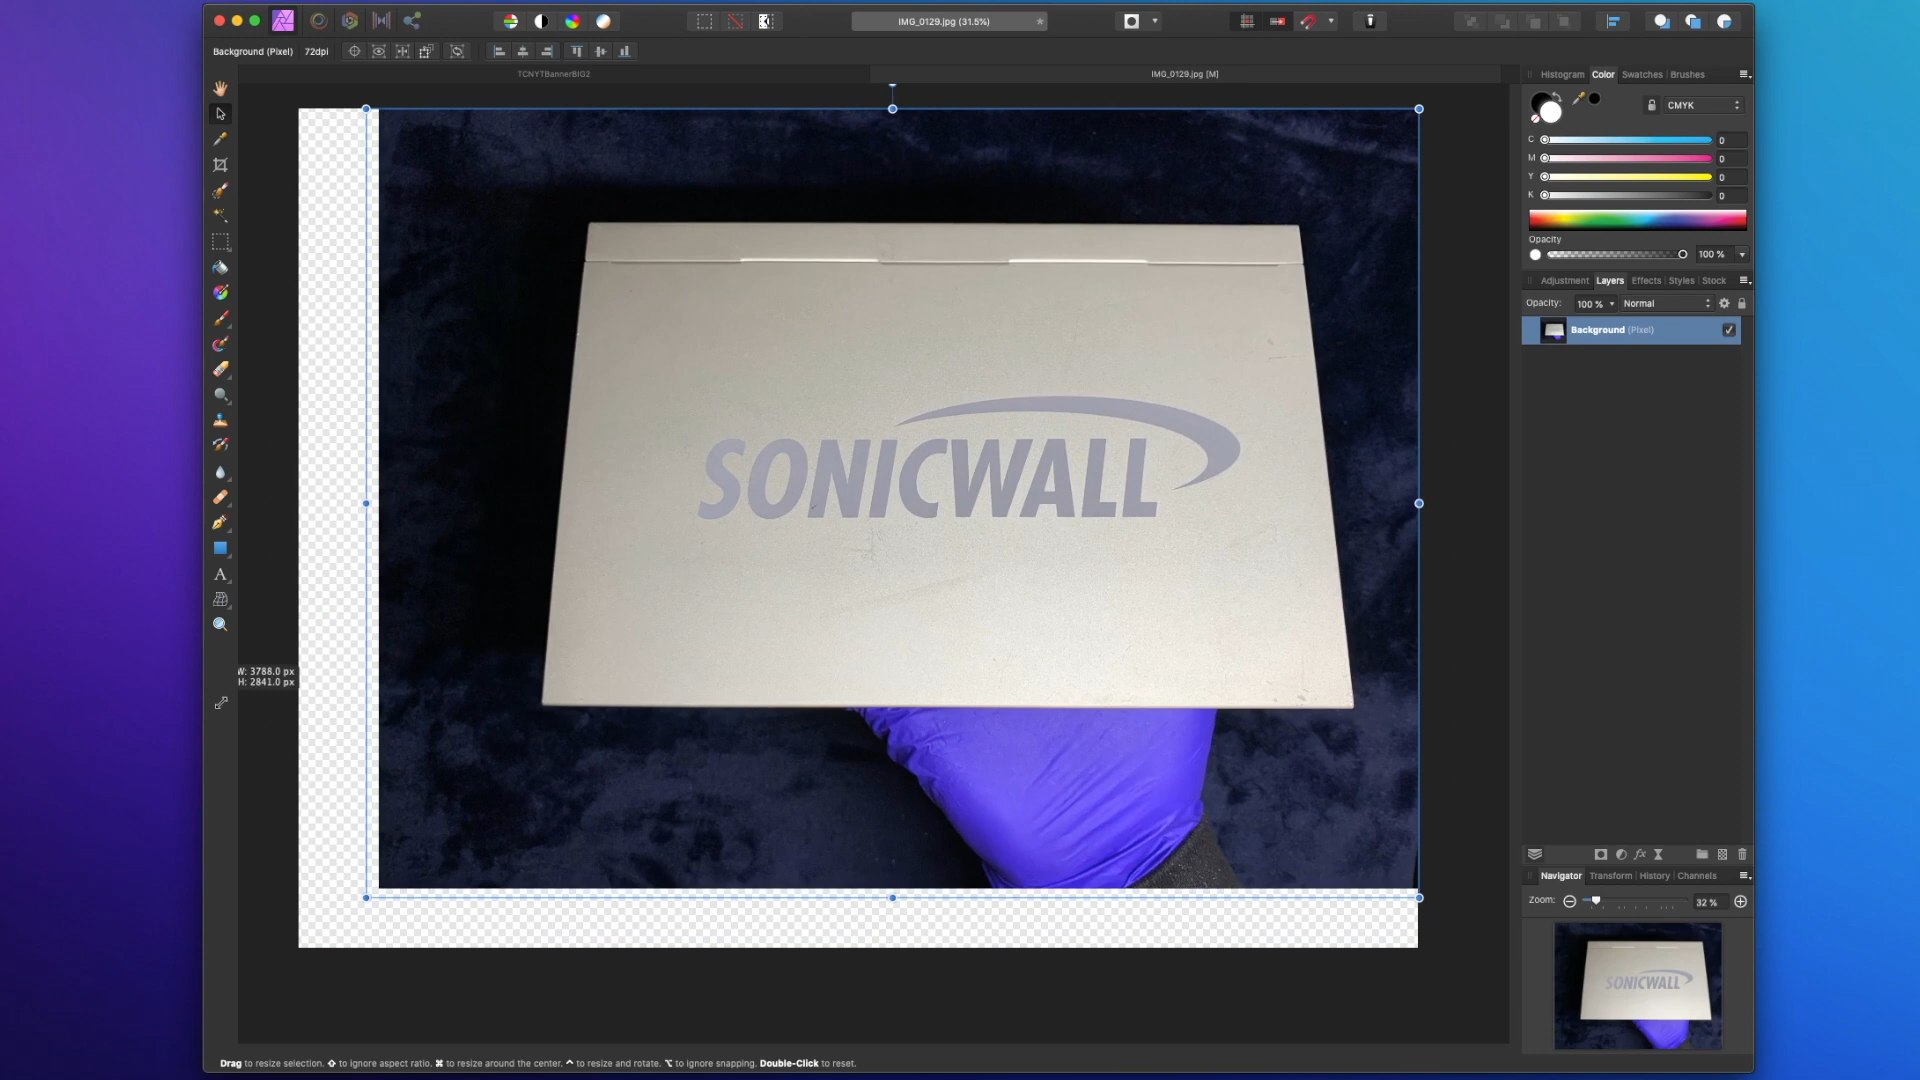 IMG_0129.jpg (31.5%)
Background (Pixel) 72dpi
TCNYTBannerBIG2
IMG_0129.jpg [M]
Histogram Color Swatches Brushes
CMYK
C 0
M 0
Y 0
K 0
Opacity
100 %
Adjustment Layers Effects Styles Stock
Opacity: 100 % Normal
Background (Pixel)
SONICWALL
A
W: 3788.0 px
H: 2841.0 px
Navigator Transform History Channels
Zoom: 32 %
SONICWALL
Drag to resize selection. ⇧ to ignore aspect ratio. ⌘ to resize around the center. ⌃ to resize and rotate. ⌥ to ignore snapping. Double-Click to reset.